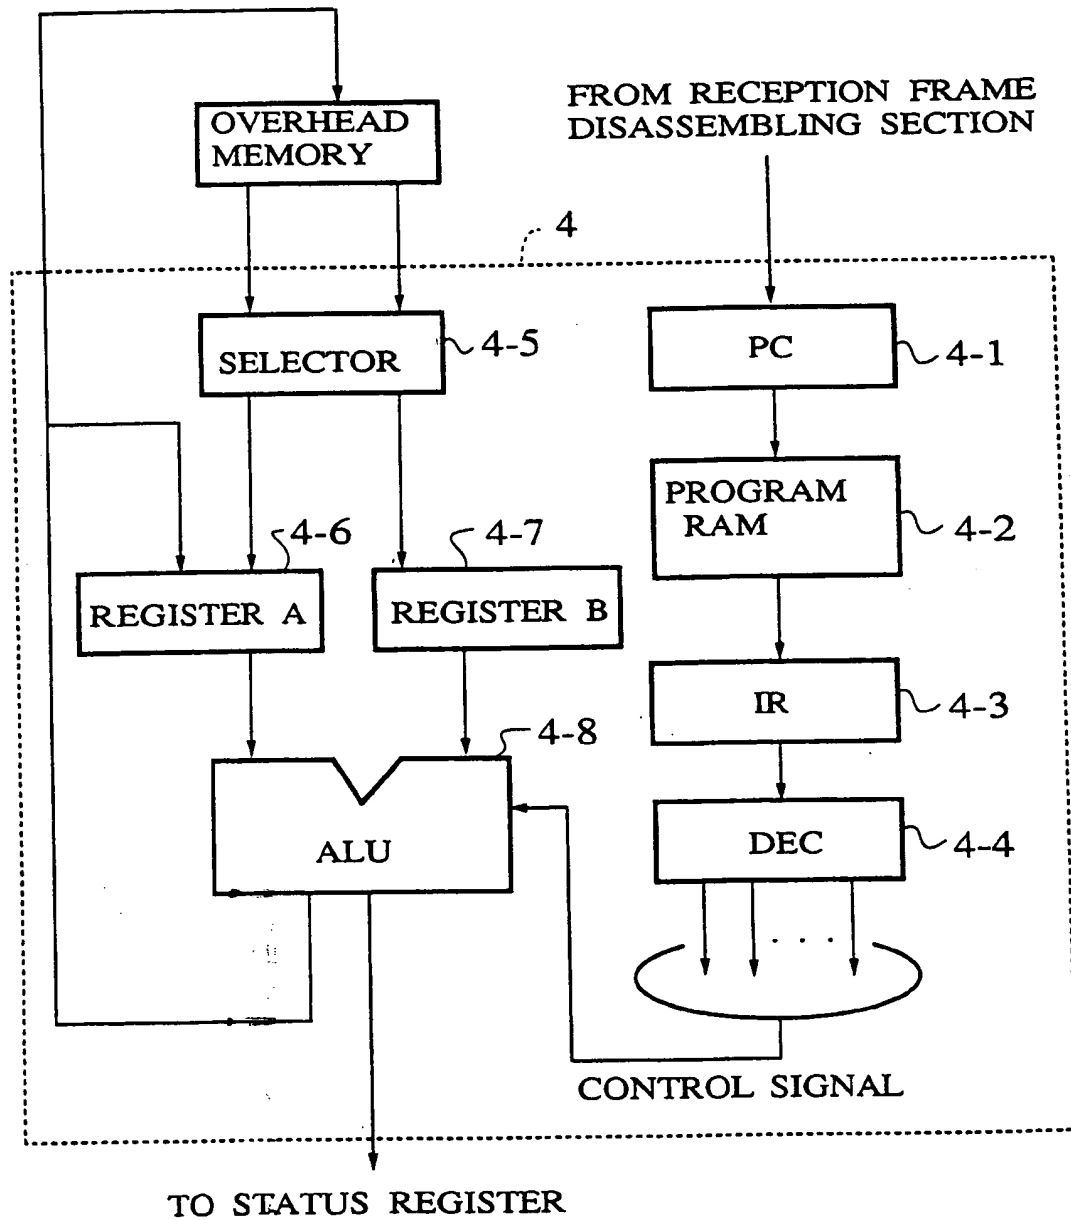 OVERHEAD
MEMORY
FROM RECEPTION FRAME
DISASSEMBLING SECTION
4
SELECTOR
4-5
PC
4-1
PROGRAM
RAM
4-2
4-6
4-7
REGISTER A
REGISTER B
IR
4-3
4-8
ALU
DEC
4-4
. . . .
CONTROL SIGNAL
TO STATUS REGISTER